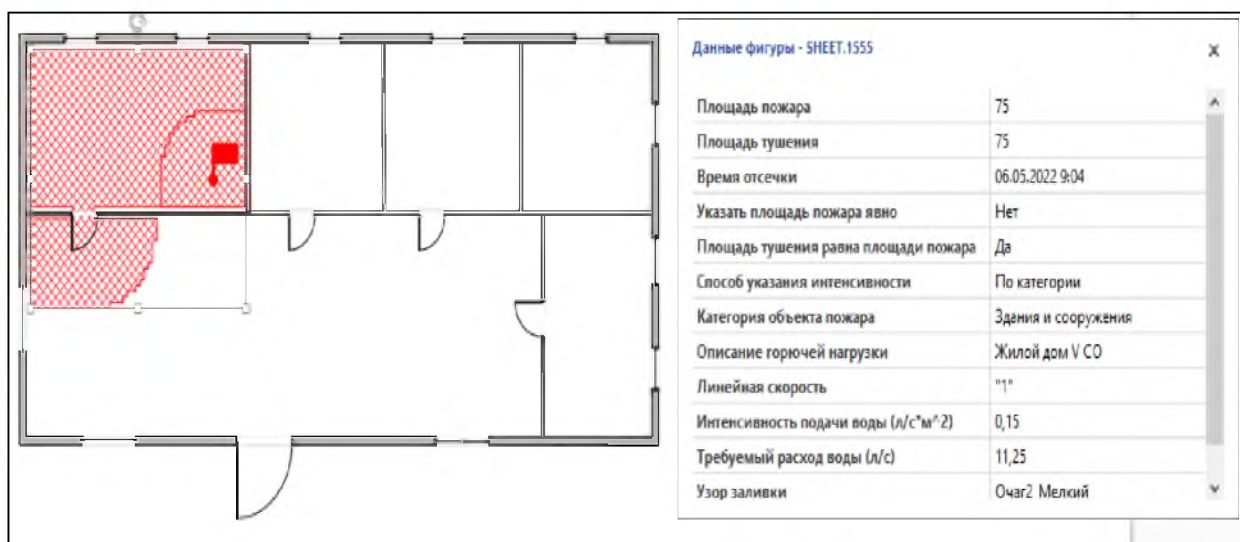 Данные фигуры - SHEET.1555 x
Площадь пожара 75
Площадь тушения 75
Время отсечки 06.05.2022 9:04
Указать площадь пожара явно Нет
Площадь тушения равна площади пожара Да
Способ указания интенсивности По категории
Категория объекта пожара Здания и сооружения
Описание горючей нагрузки Жилой дом V СО
Линейная скорость "1"
Интенсивность подачи воды (л/с*м^2) 0,15
Требуемый расход воды (л/с) 11,25
Узор заливки Очаг2 Мелкий